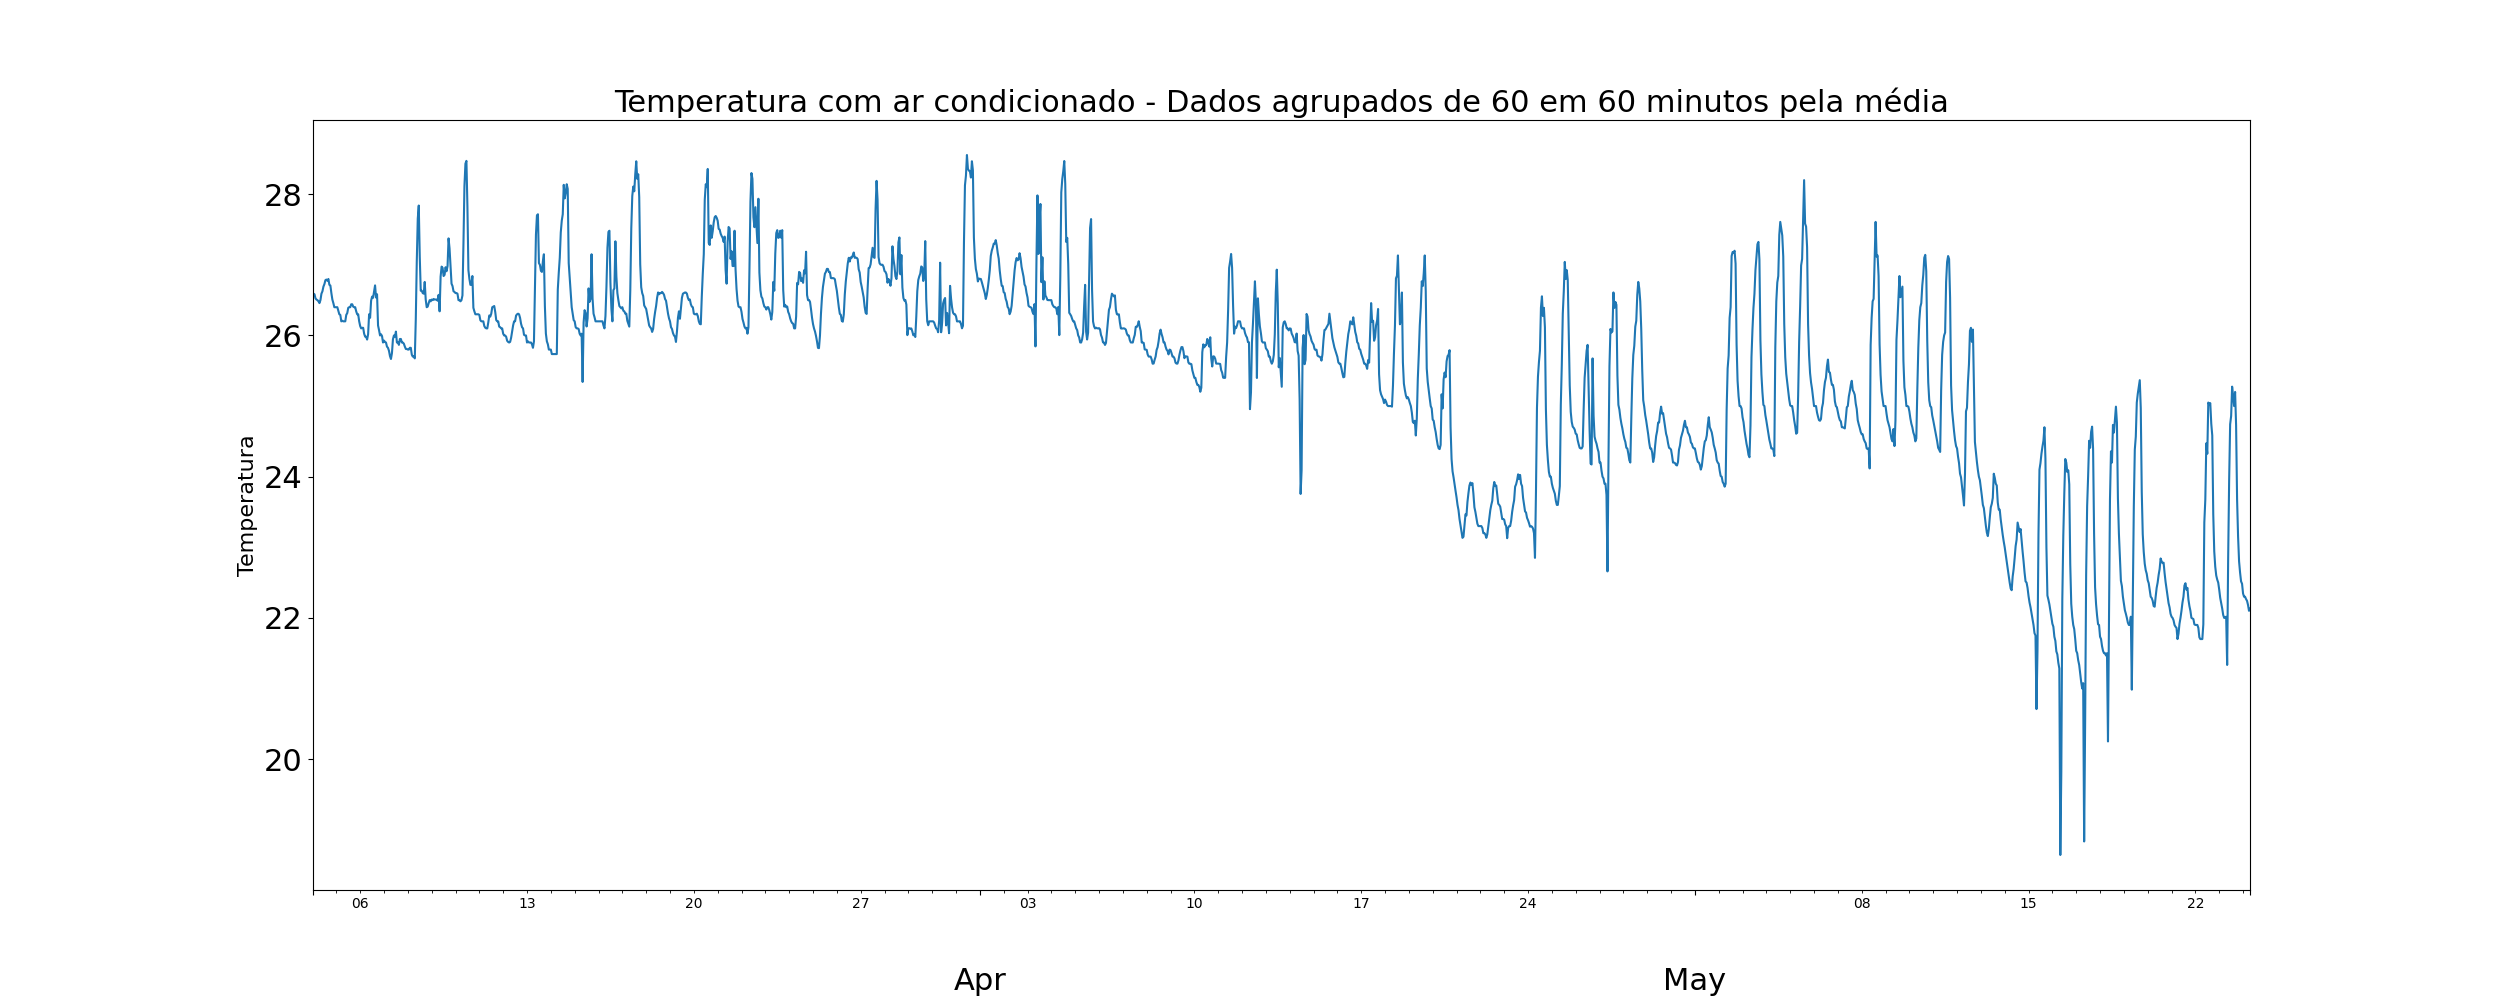 Temperatura com ar condicionado - Dados agrupados de 60 em 60 minutos pela média
Temperatura
28
26
24
22
20
06 13 20 27 03 10 17 24 08 15 22
Apr May